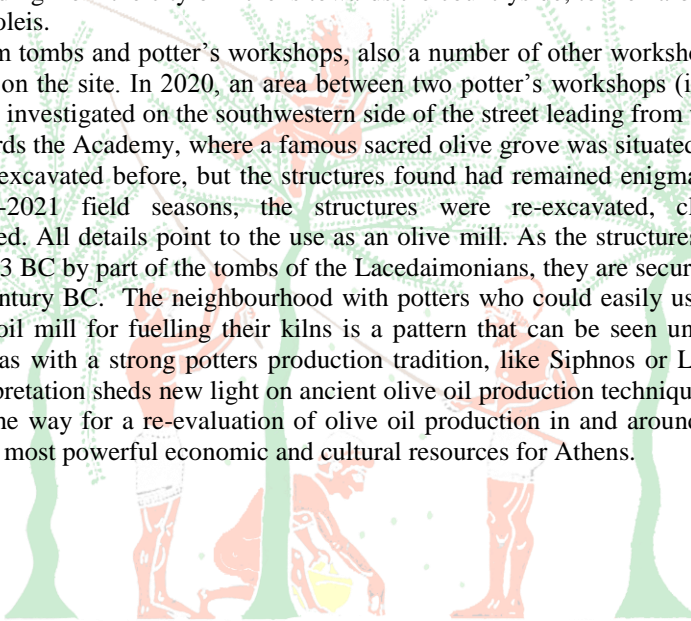 oleis.
m tombs and potter's workshops, also a number of other worksho
on the site. In 2020, an area between two potter's workshops (i
investigated on the southwestern side of the street leading from
rds the Academy, where a famous sacred olive grove was situated
excavated before, but the structures found had remained enigma
-2021 field seasons, the structures were re-excavated, cl
ed. All details point to the use as an olive mill. As the structures
3 BC by part of the tombs of the Lacedaimonians, they are secur
ntury BC. The neighbourhood with potters who could easily us
oil mill for fuelling their kilns is a pattern that can be seen un
as with a strong potters production tradition, like Siphnos or L
pretation sheds new light on ancient olive oil production techniqu
he way for a re-evaluation of olive oil production in and around
most powerful economic and cultural resources for Athens.